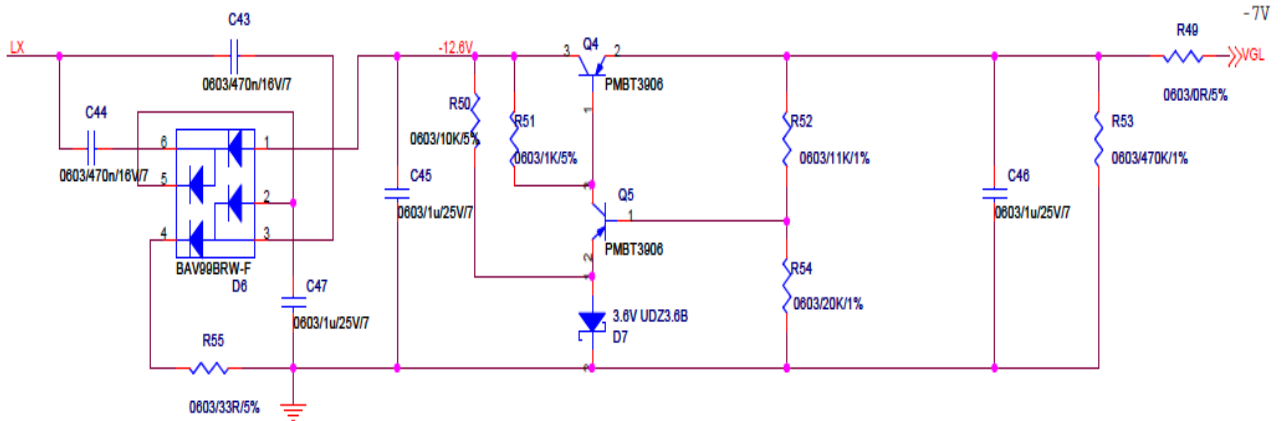 -7V
C43
LX
-12.6V
3
Q4
2
R49
VGL
0603/470n/16V/7
PMBT3906
0603/0R/5%
C44
R50
1
0603/10K/5%
R51
R52
R53
6
1
0603/470n/16V/7
0603/1K/5%
0603/11K/1%
0603/470K/1%
5
C45
C46
2
Q5
0603/1u/25V/7
1
0603/1u/25V/7
4
3
PMBT3906
BAV99BRW-F
D6
C47
2
R54
0603/20K/1%
0603/1u/25V/7
3.6V UDZ3.6B
D7
R55
0603/33R/5%